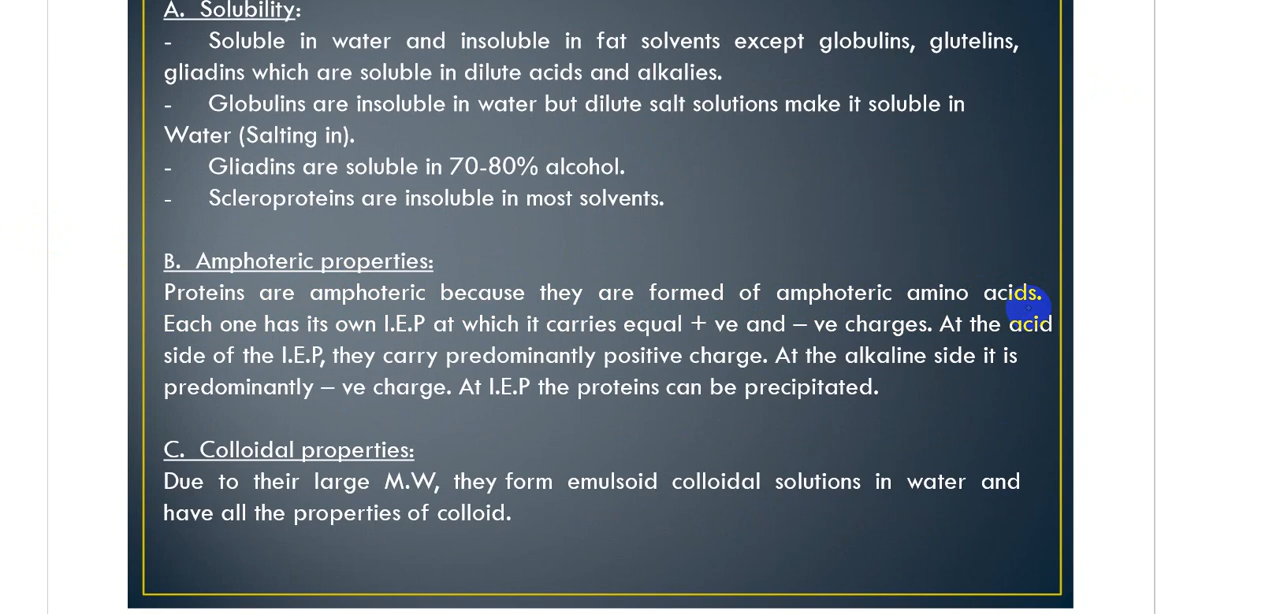 A. Solubility:
- Soluble in water and insoluble in fat solvents except globulins, glutelins,
gliadins which are soluble in dilute acids and alkalies.
- Globulins are insoluble in water but dilute salt solutions make it soluble in
Water (Salting in).
- Gliadins are soluble in 70-80% alcohol.
- Scleroproteins are insoluble in most solvents.
B. Amphoteric properties:
Proteins are amphoteric because they are formed of amphoteric amino acids.
Each one has its own I.E.P at which it carries equal + ve and – ve charges. At the acid
side of the I.E.P, they carry predominantly positive charge. At the alkaline side it is
predominantly – ve charge. At I.E.P the proteins can be precipitated.
C. Colloidal properties:
Due to their large M.W, they form emulsoid colloidal solutions in water and
have all the properties of colloid.